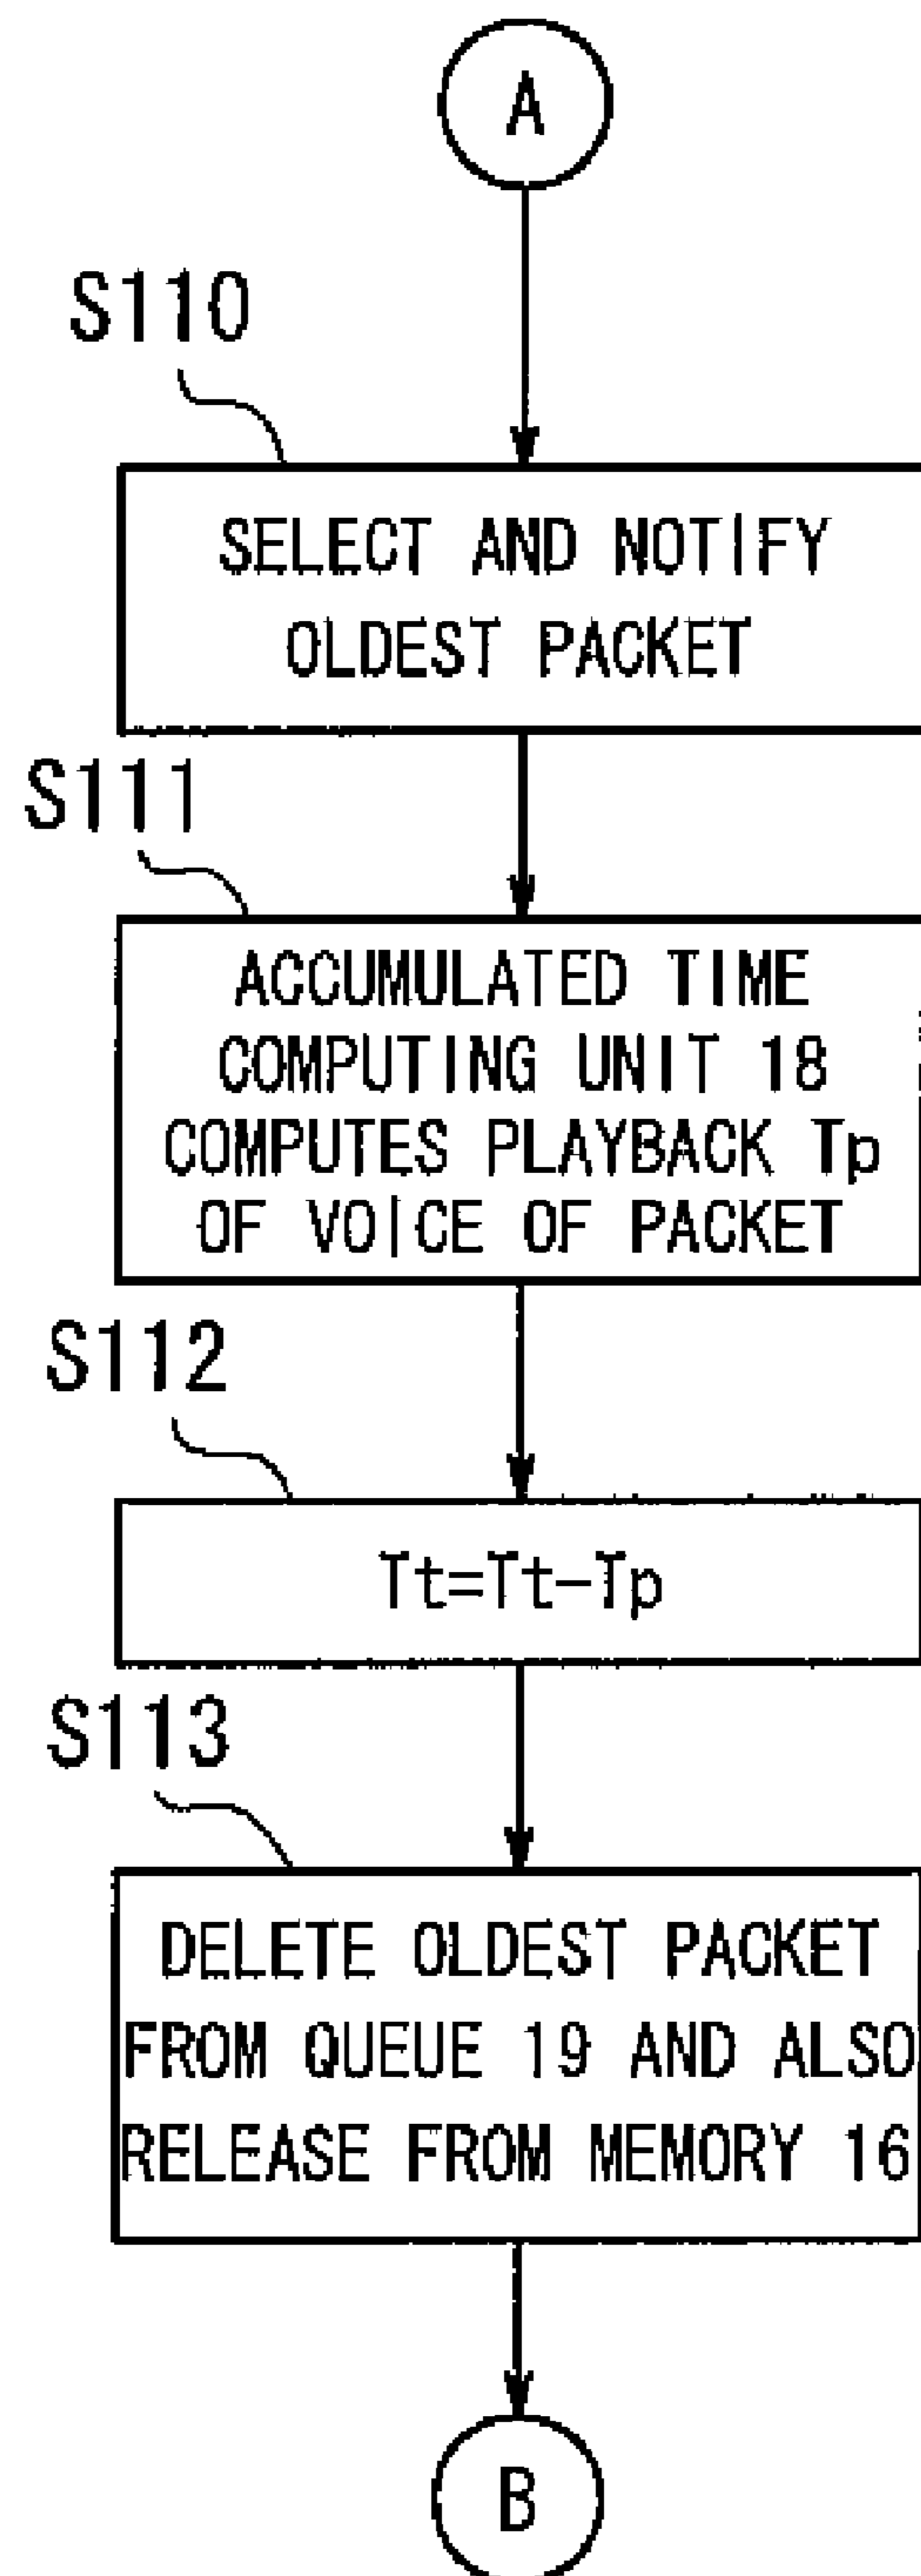 A
S110
SELECT AND NOTIFY
OLDEST PACKET
S111
ACCUMULATED TIME
COMPUTING UNIT 18
COMPUTES PLAYBACK Tp
OF VOICE OF PACKET
S112
Tt=Tt-Tp
S113
DELETE OLDEST PACKET
FROM QUEUE 19 AND ALSO
RELEASE FROM MEMORY 16
B